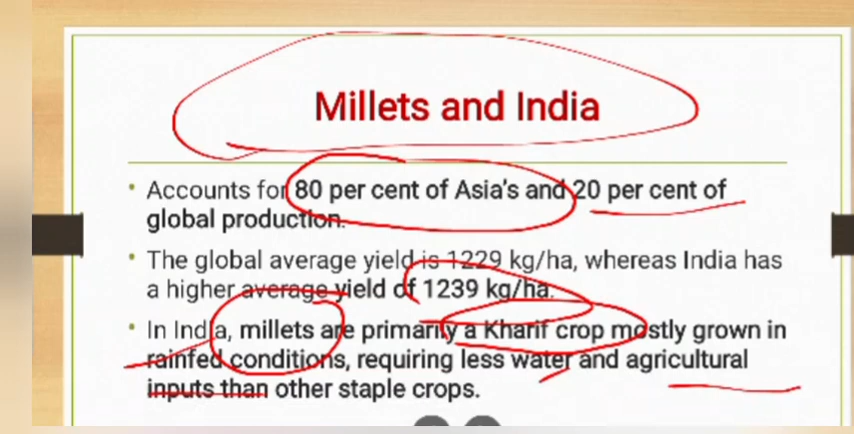 Millets and India
• Accounts for 80 per cent of Asia's and 20 per cent of
global production.
• The global average yield is 1229 kg/ha, whereas India has
a higher average yield of 1239 kg/ha.
• In India, millets are primarily a Kharif crop mostly grown in
rainfed conditions, requiring less water and agricultural
inputs than other staple crops.